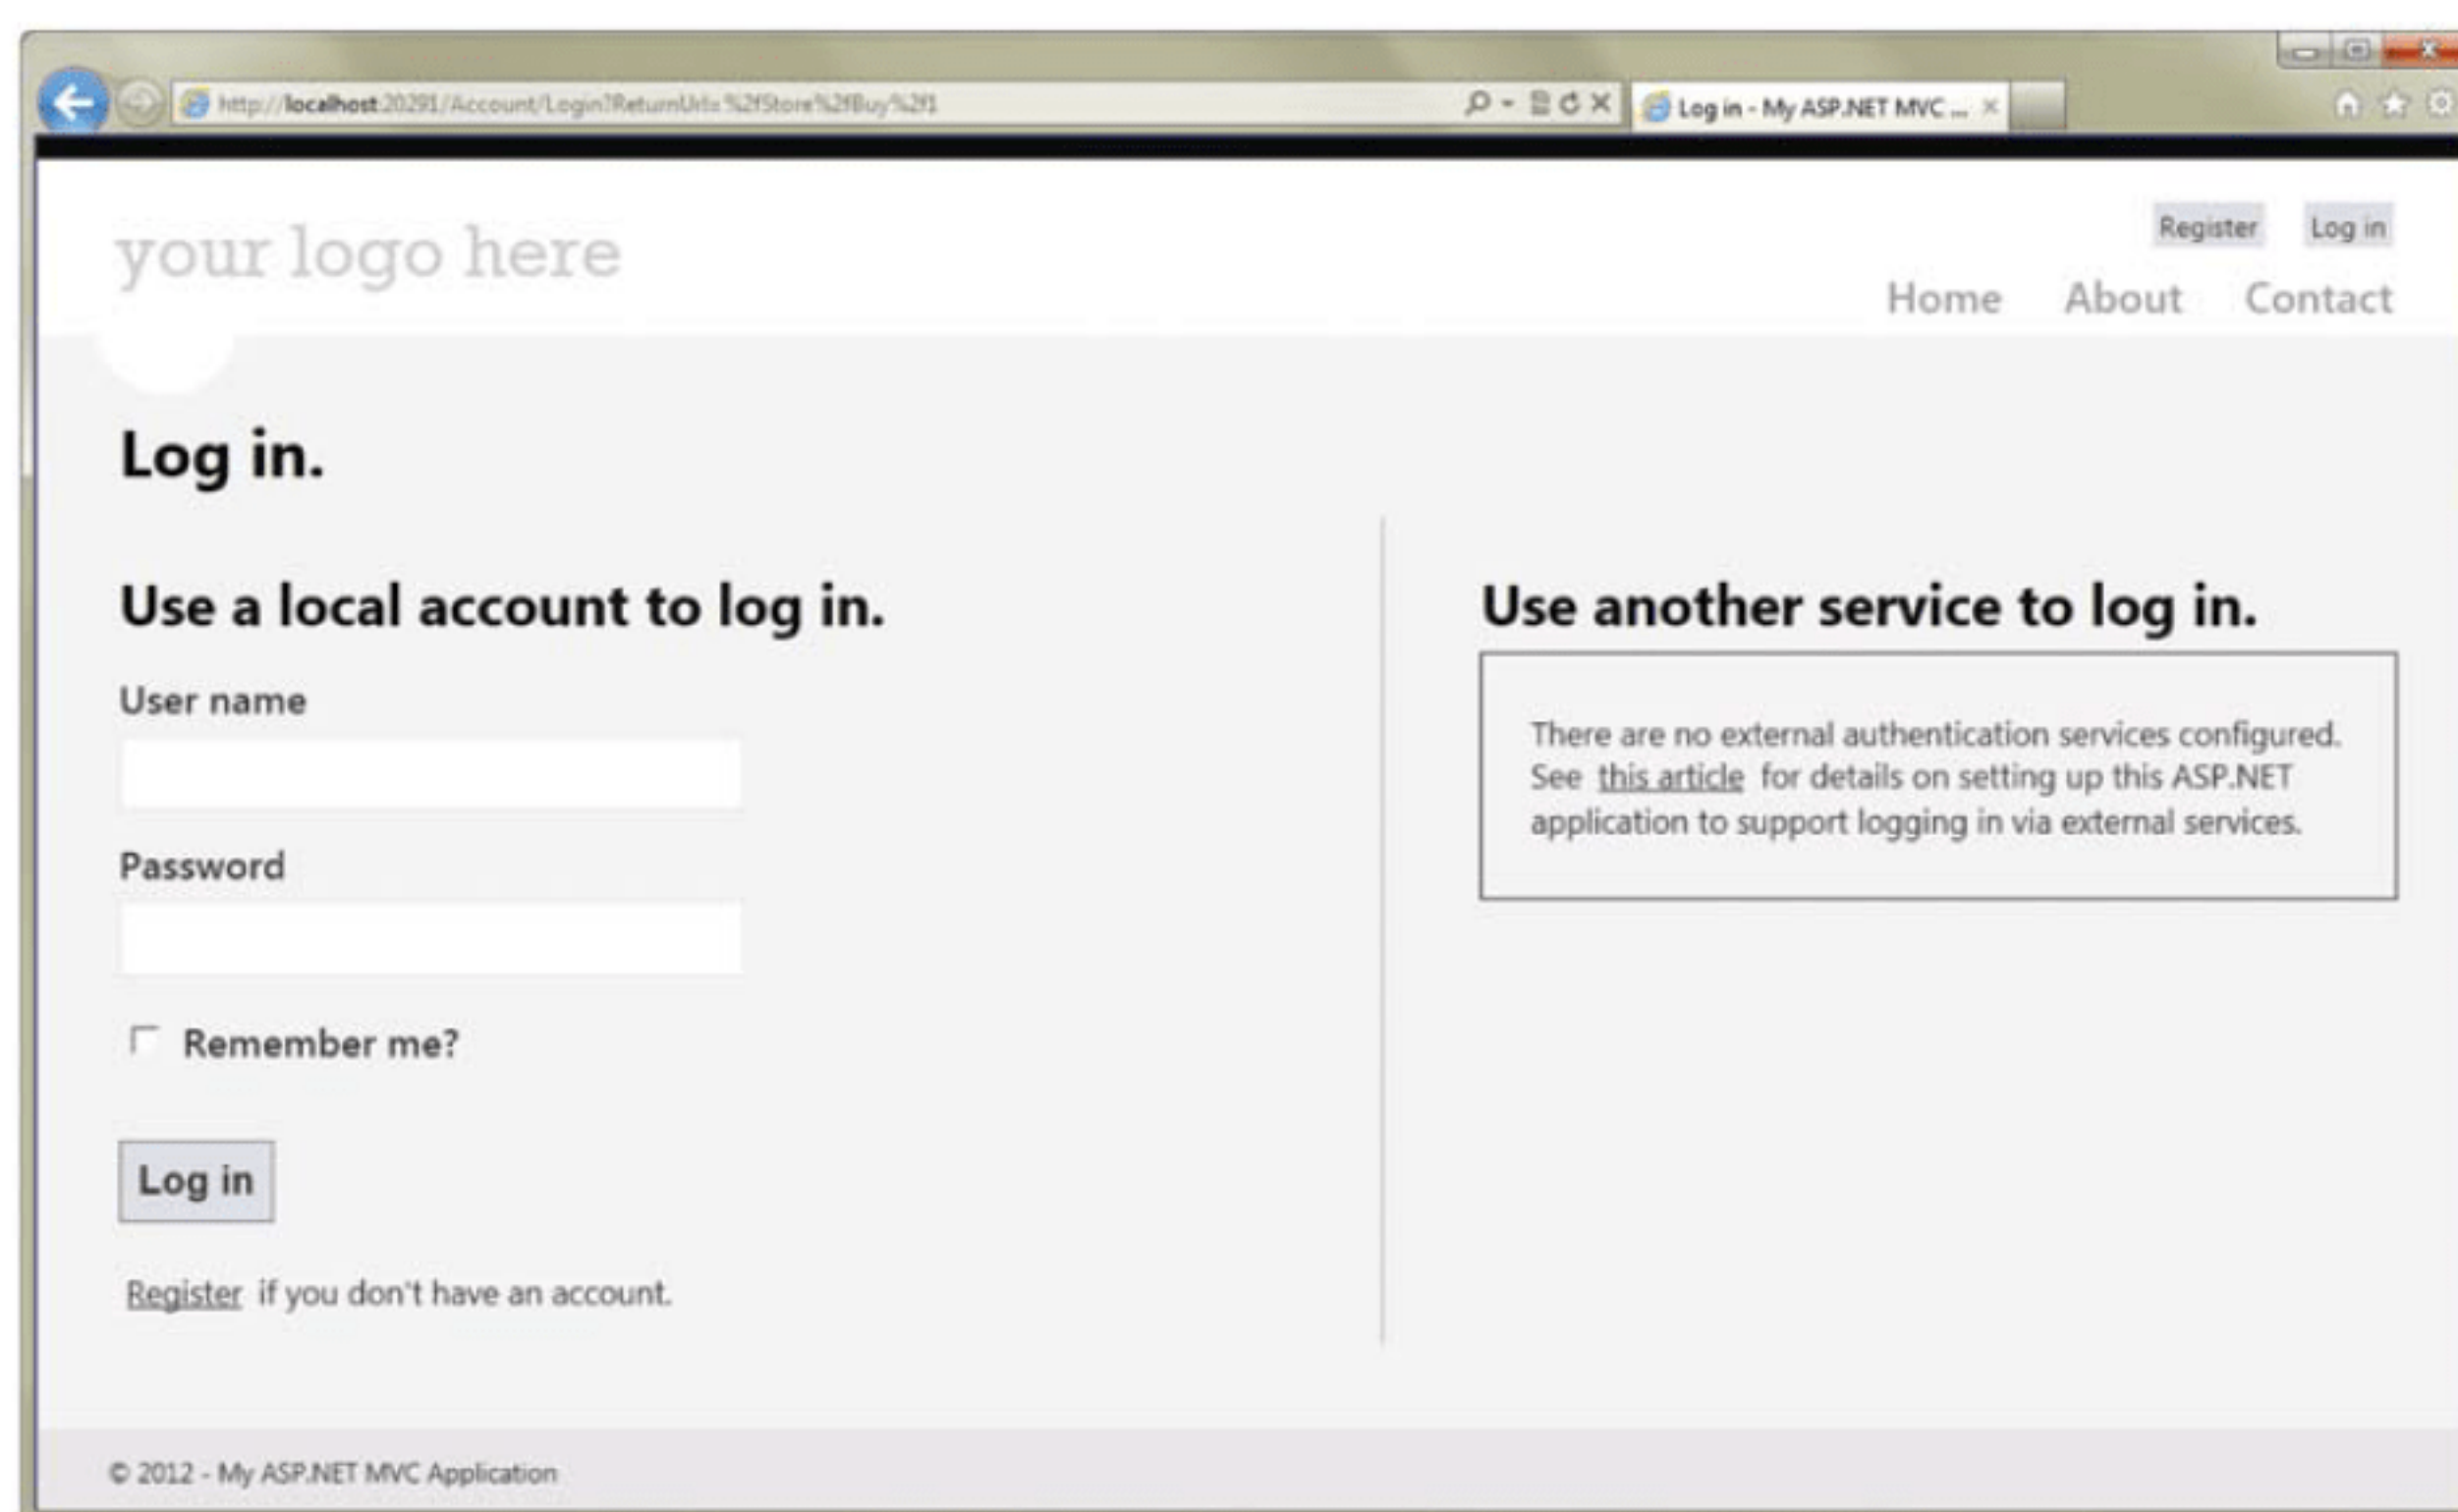 http://localhost:20291/Account/Login?ReturnUrl=%2fStore%2fBuy%2f1
Log in - My ASP.NET MVC ...
your logo here
Register
Log in
Home
About
Contact
Log in.
Use a local account to log in.
User name
Password
Remember me?
Log in
Register if you don't have an account.
Use another service to log in.
There are no external authentication services configured.
See this article for details on setting up this ASP.NET
application to support logging in via external services.
© 2012 - My ASP.NET MVC Application